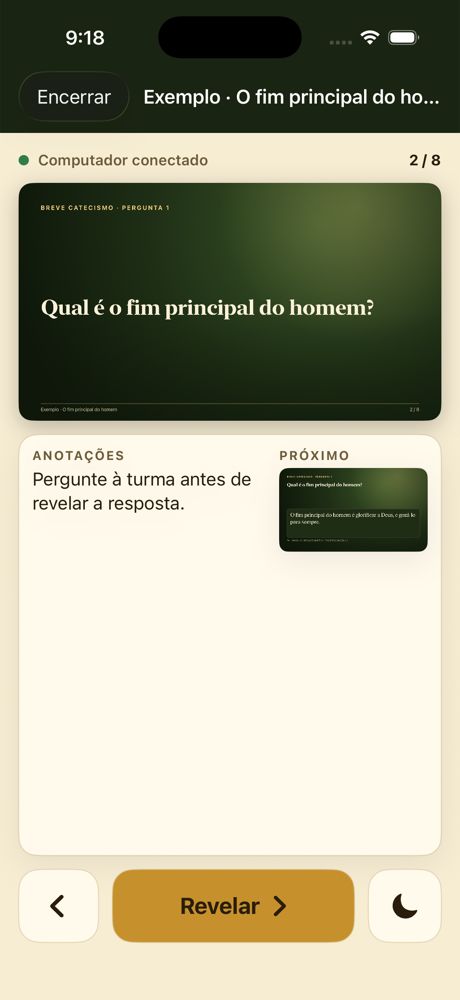 9:18
Encerrar
Exemplo · O fim principal do ho...
Computador conectado
2 / 8
BREVE CATECISMO · PERGUNTA 1
Qual é o fim principal do homem?
Exemplo · O fim principal do homem
2 / 8
ANOTAÇÕES
Pergunte à turma antes de
revelar a resposta.
PRÓXIMO
Qual é o fim principal do homem?
O fim principal do homem é glorificar a Deus, e gozá-lo
para sempre.
Revelar